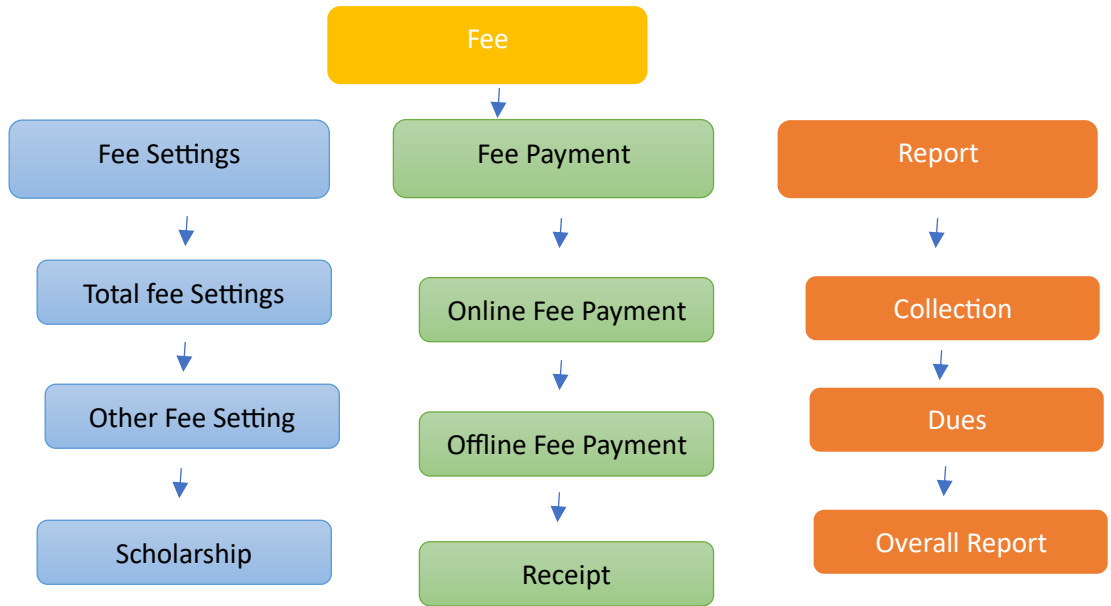 Fee
Fee Settings
Fee Payment
Report
Total fee Settings
Online Fee Payment
Collection
Other Fee Setting
Offline Fee Payment
Dues
Scholarship
Receipt
Overall Report